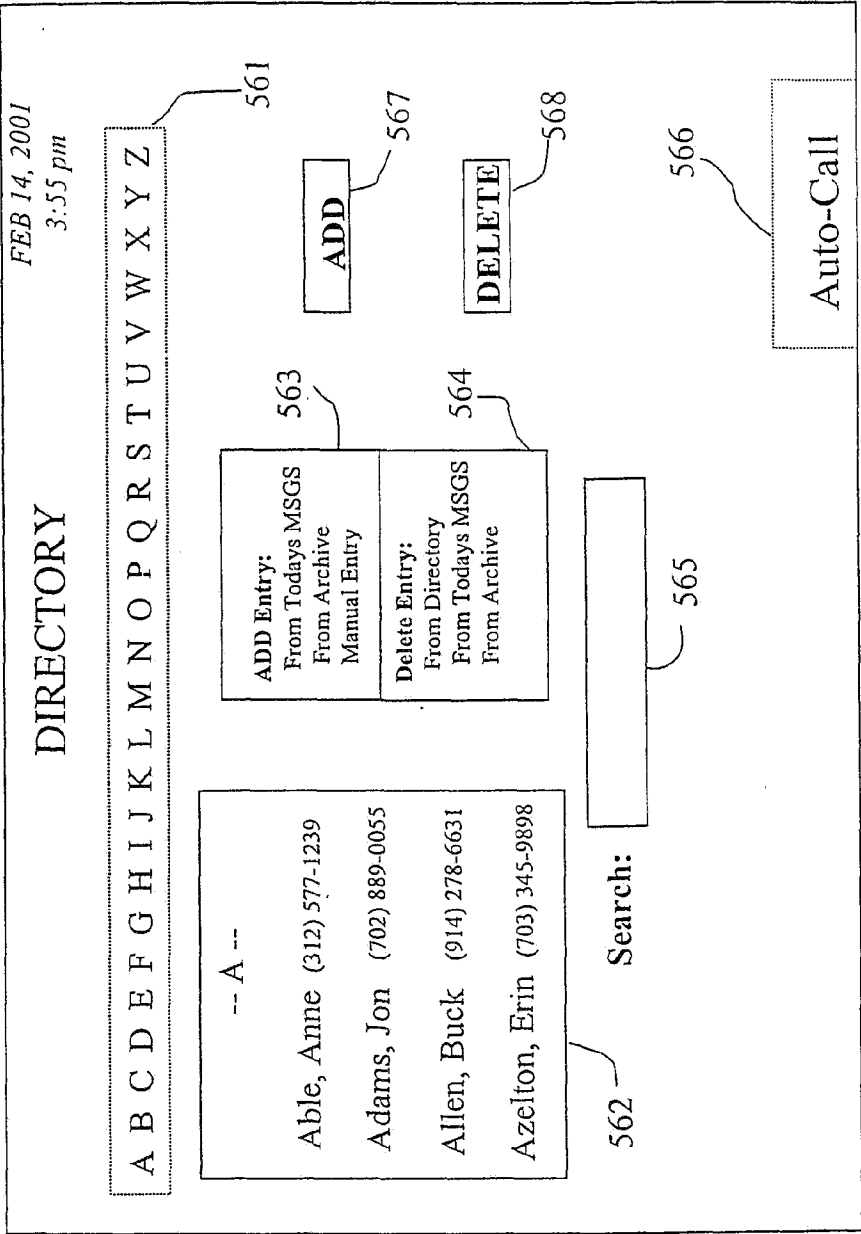 FEB 14, 2001
3:55 pm
DIRECTORY
A B C D E F G H I J K L M N O P Q R S T U V W X Y Z
561
-- A --
Able, Anne (312) 577-1239
Adams, Jon (702) 889-0055
Allen, Buck (914) 278-6631
Azelton, Erin (703) 345-9898
562
ADD Entry:
From Todays MSGS
From Archive
Manual Entry
563
Delete Entry:
From Directory
From Todays MSGS
From Archive
564
ADD
567
DELETE
568
Search:
565
566
Auto-Call